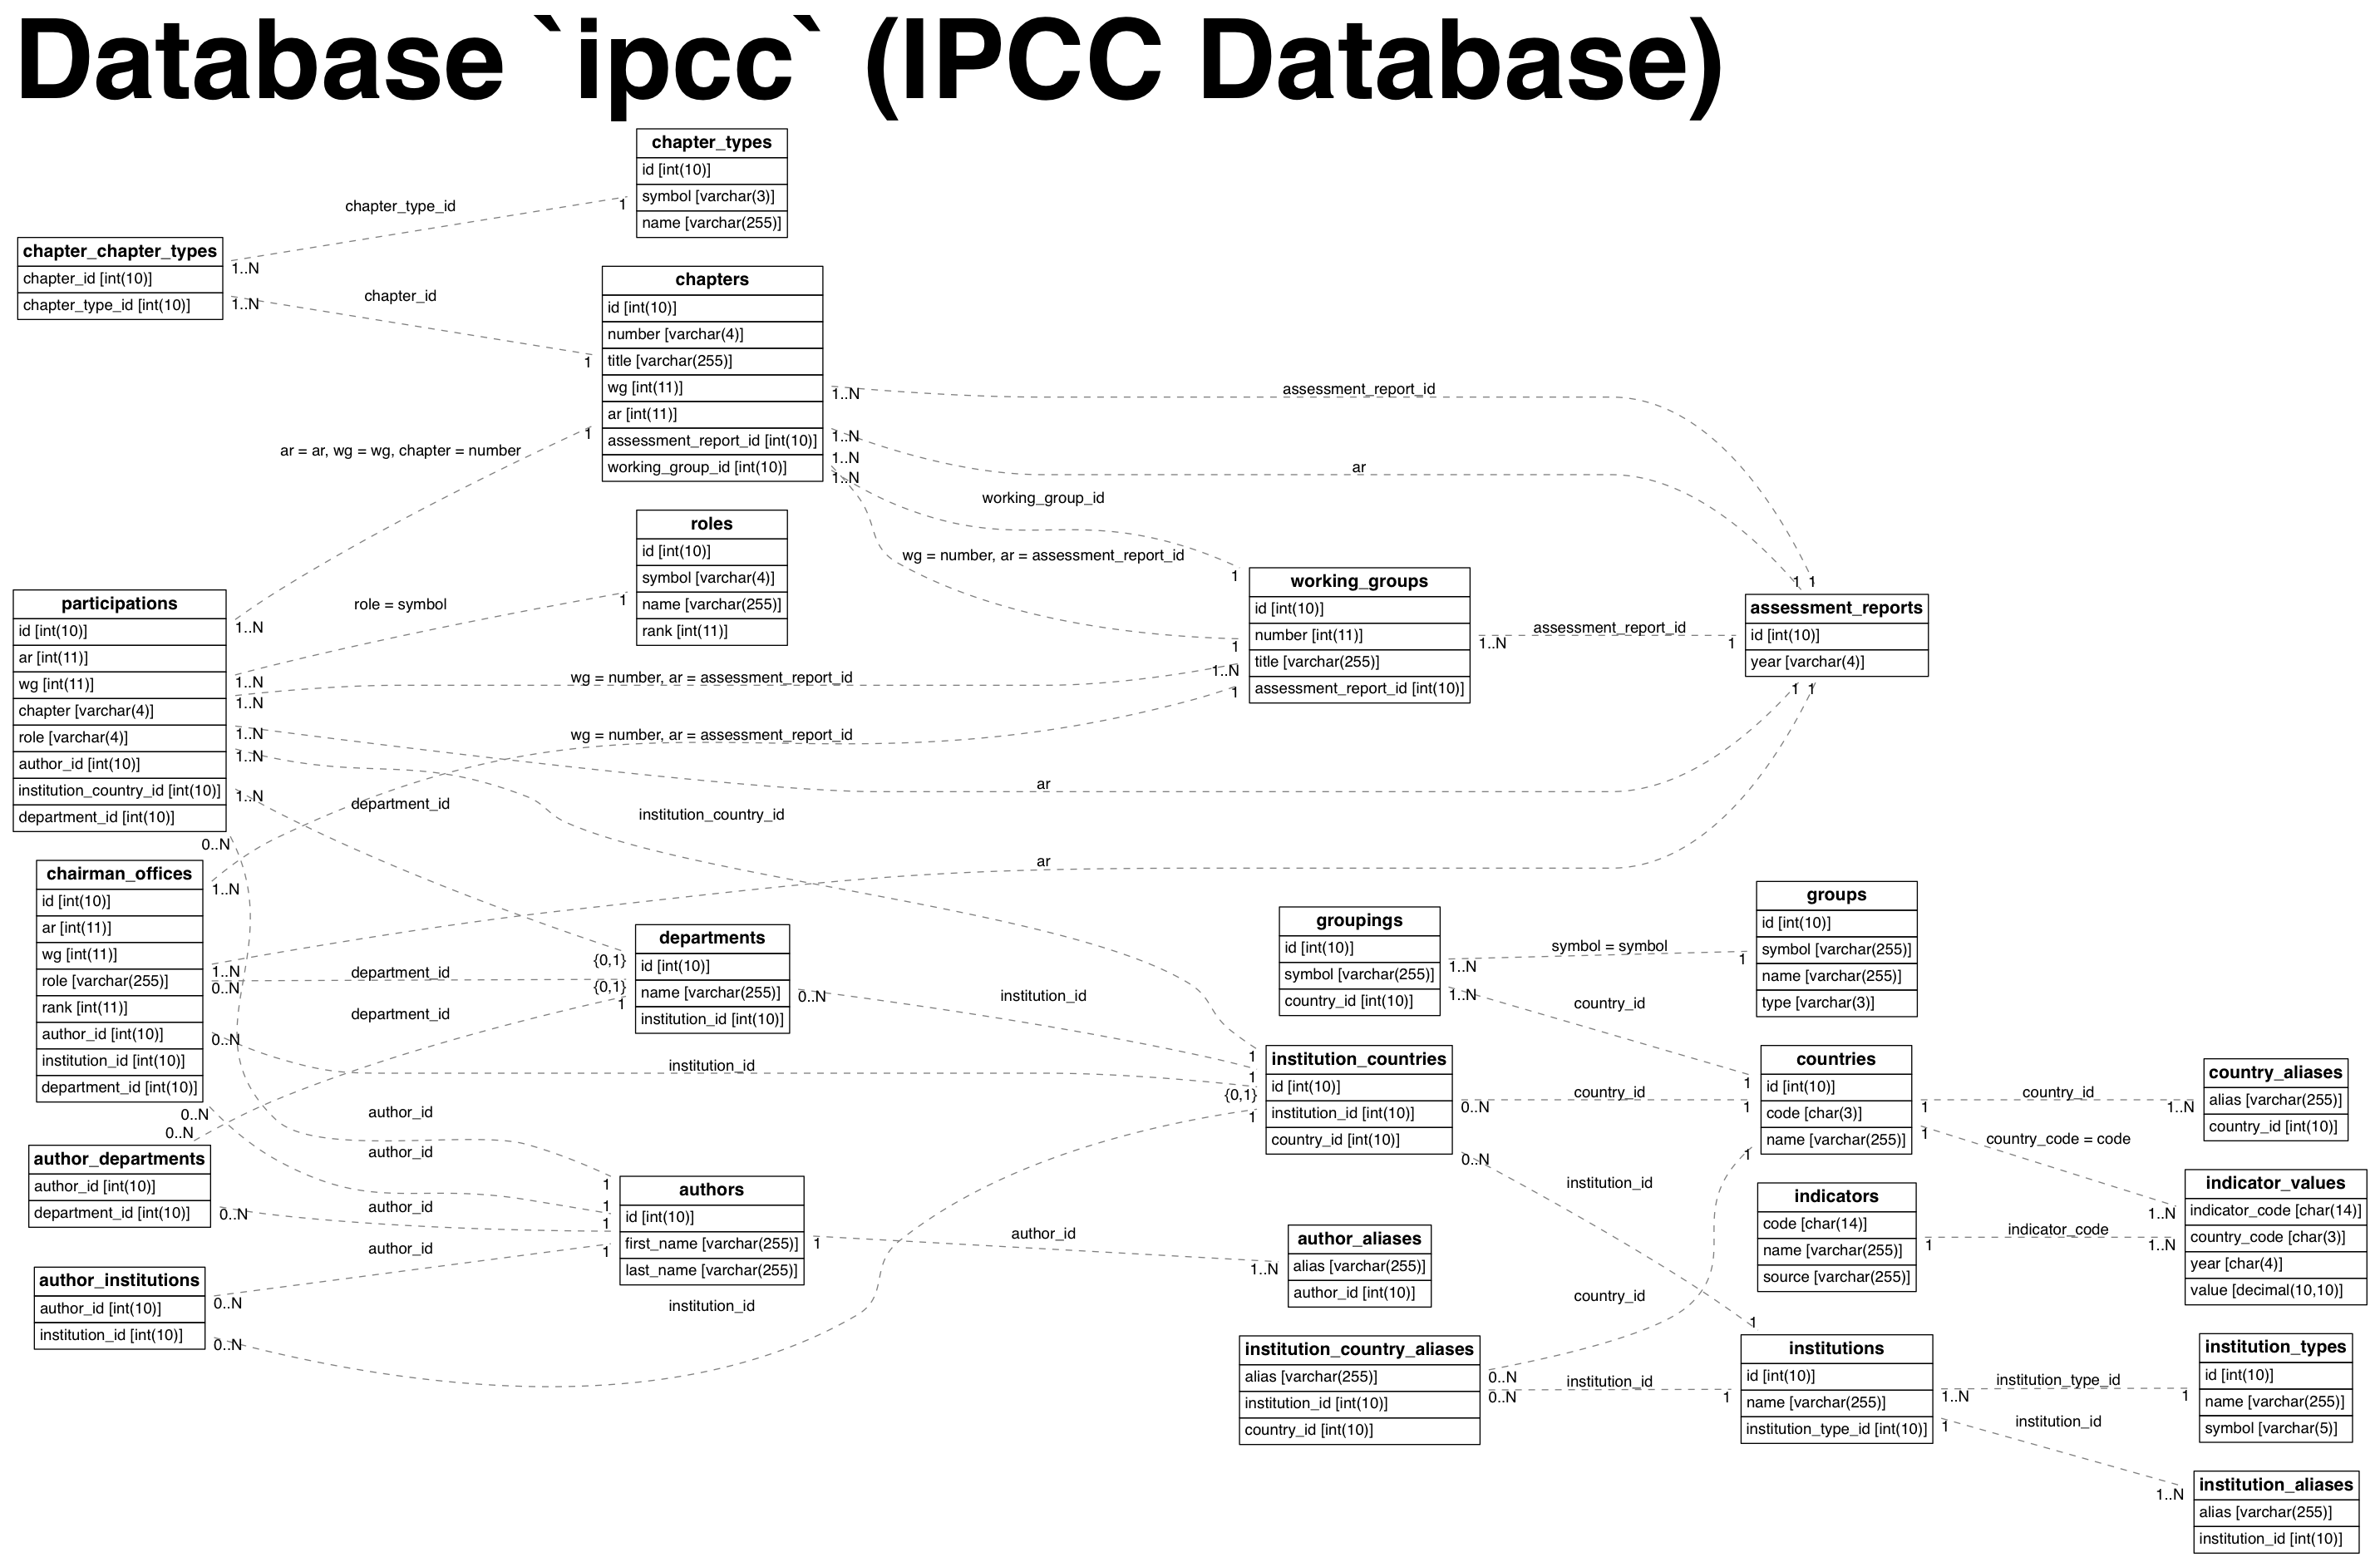 Database `ipcc` (IPCC Database)
chapter_types
id [int(10)]
symbol [varchar(3)]
name [varchar(255)]
chapter_type_id
1
chapter_chapter_types
chapter_id [int(10)]
chapter_type_id [int(10)]
1..N
1..N
chapter_id
1
chapters
id [int(10)]
number [varchar(4)]
title [varchar(255)]
wg [int(11)]
ar [int(11)]
assessment_report_id [int(10)]
working_group_id [int(10)]
1..N
1..N
1..N
1..N
assessment_report_id
ar
working_group_id
wg = number, ar = assessment_report_id
1
ar = ar, wg = wg, chapter = number
roles
id [int(10)]
symbol [varchar(4)]
name [varchar(255)]
rank [int(11)]
role = symbol
1
working_groups
id [int(10)]
number [int(11)]
title [varchar(255)]
assessment_report_id [int(10)]
1
1
1..N
1
1..N
assessment_report_id
1
1 1
assessment_reports
id [int(10)]
year [varchar(4)]
1 1
participations
id [int(10)]
ar [int(11)]
wg [int(11)]
chapter [varchar(4)]
role [varchar(4)]
author_id [int(10)]
institution_country_id [int(10)]
department_id [int(10)]
1..N
1..N
1..N
1..N
1..N
1..N
0..N
wg = number, ar = assessment_report_id
wg = number, ar = assessment_report_id
ar
department_id
institution_country_id
ar
chairman_offices
id [int(10)]
ar [int(11)]
wg [int(11)]
role [varchar(255)]
rank [int(11)]
author_id [int(10)]
institution_id [int(10)]
department_id [int(10)]
1..N
1..N
0..N
0..N
0..N
department_id
department_id
departments
id [int(10)]
name [varchar(255)]
institution_id [int(10)]
{0,1}
{0,1}
1
0..N
institution_id
institution_id
groupings
id [int(10)]
symbol [varchar(255)]
country_id [int(10)]
1..N
1..N
symbol = symbol
1
country_id
groups
id [int(10)]
symbol [varchar(255)]
name [varchar(255)]
type [varchar(3)]
institution_countries
id [int(10)]
institution_id [int(10)]
country_id [int(10)]
1
1
{0,1}
1
0..N
0..N
country_id
institution_id
countries
id [int(10)]
code [char(3)]
name [varchar(255)]
1
1
1
1
1
country_id
1..N
country_code = code
country_aliases
alias [varchar(255)]
country_id [int(10)]
author_departments
author_id [int(10)]
department_id [int(10)]
0..N
0..N
author_id
author_id
author_id
author_id
authors
id [int(10)]
first_name [varchar(255)]
last_name [varchar(255)]
1
1
1
1
1
author_id
1..N
author_aliases
alias [varchar(255)]
author_id [int(10)]
indicators
code [char(14)]
name [varchar(255)]
source [varchar(255)]
1
indicator_code
1..N
1..N
indicator_values
indicator_code [char(14)]
country_code [char(3)]
year [char(4)]
value [decimal(10,10)]
author_institutions
author_id [int(10)]
institution_id [int(10)]
0..N
0..N
institution_id
country_id
institution_country_aliases
alias [varchar(255)]
institution_id [int(10)]
country_id [int(10)]
0..N
0..N
institution_id
1
1
institutions
id [int(10)]
name [varchar(255)]
institution_type_id [int(10)]
1..N
1
institution_type_id
1
institution_id
1..N
institution_types
id [int(10)]
name [varchar(255)]
symbol [varchar(5)]
institution_aliases
alias [varchar(255)]
institution_id [int(10)]